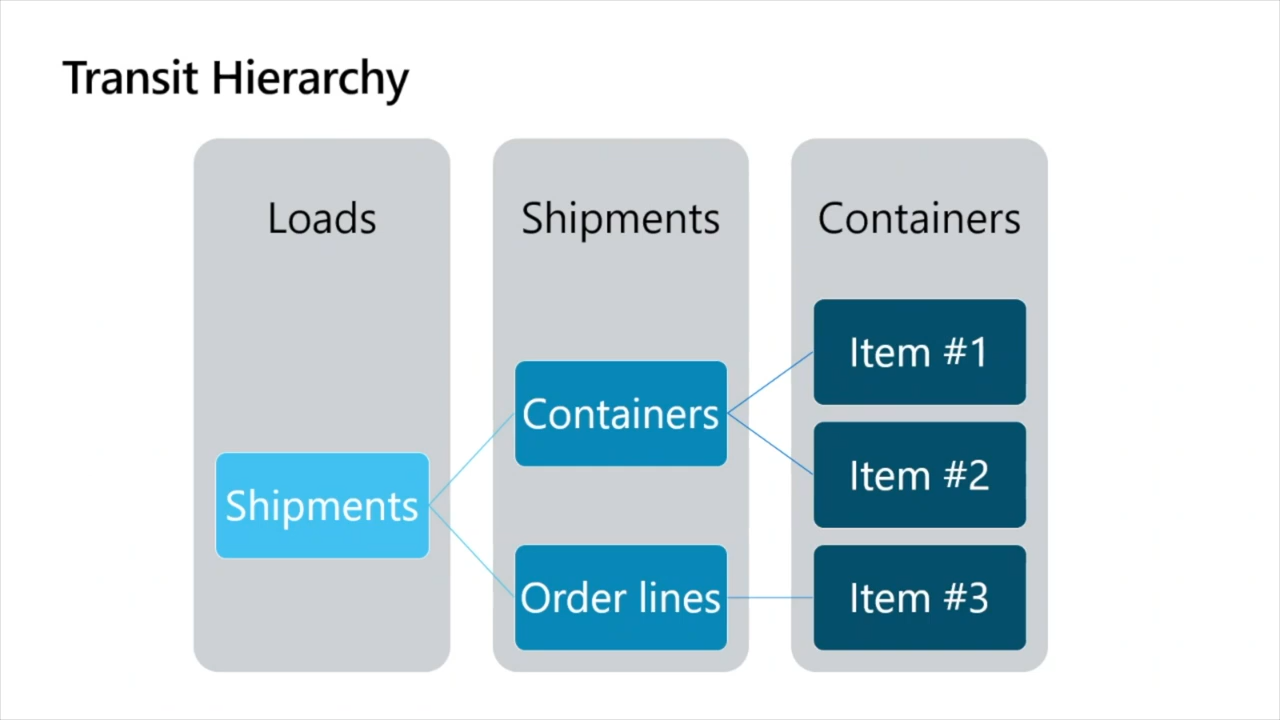 Transit Hierarchy
Loads
Shipments
Shipments
Containers
Order lines
Containers
Item #1
Item #2
Item #3